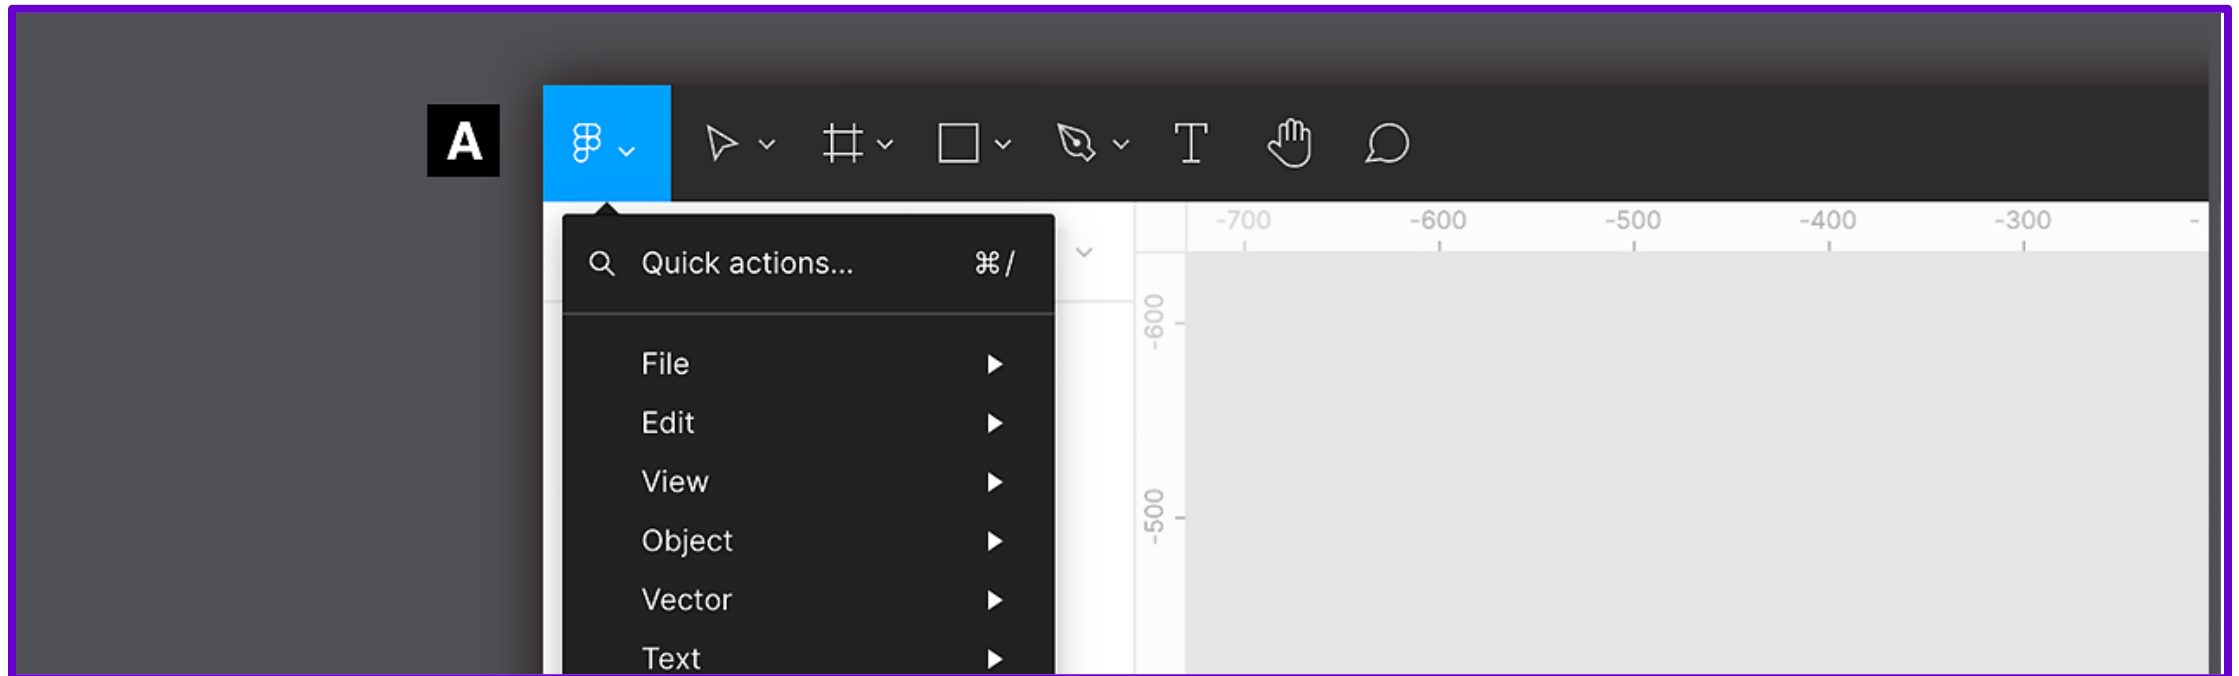 A
T
-700 -600 -500 -400 -300 -
Quick actions... ⌘/
-600
File
Edit
View
-500
Object
Vector
Text